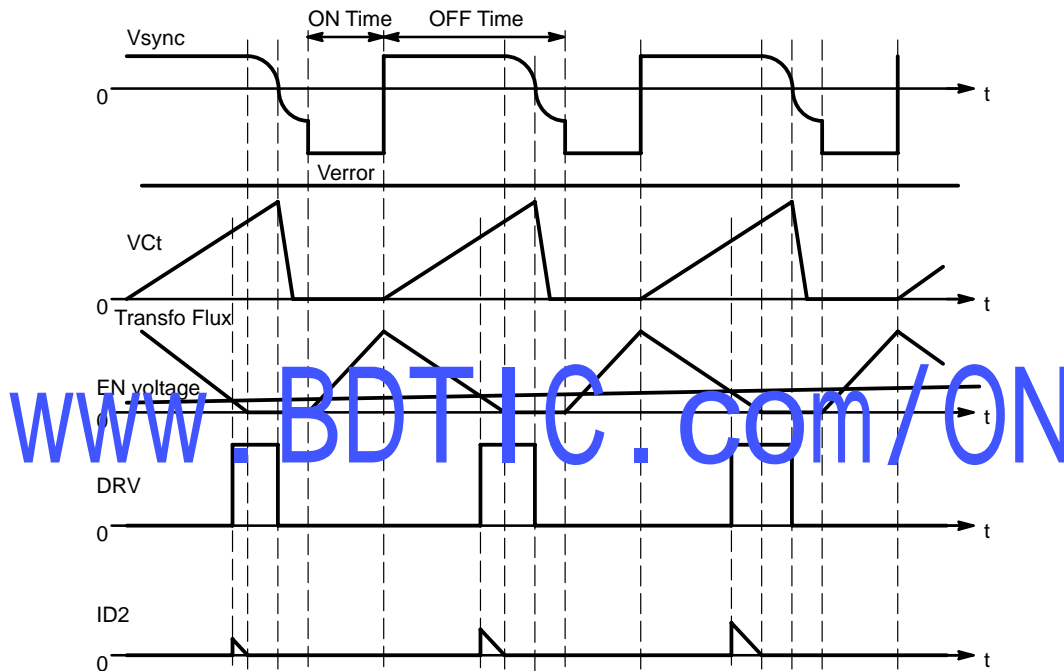 ON Time OFF Time
Vsync
0 t
Verror
VCt
0 t
Transfo Flux
EN voltage
0 t
www.BDTIC.com/ON
DRV
0 t
ID2
0 t